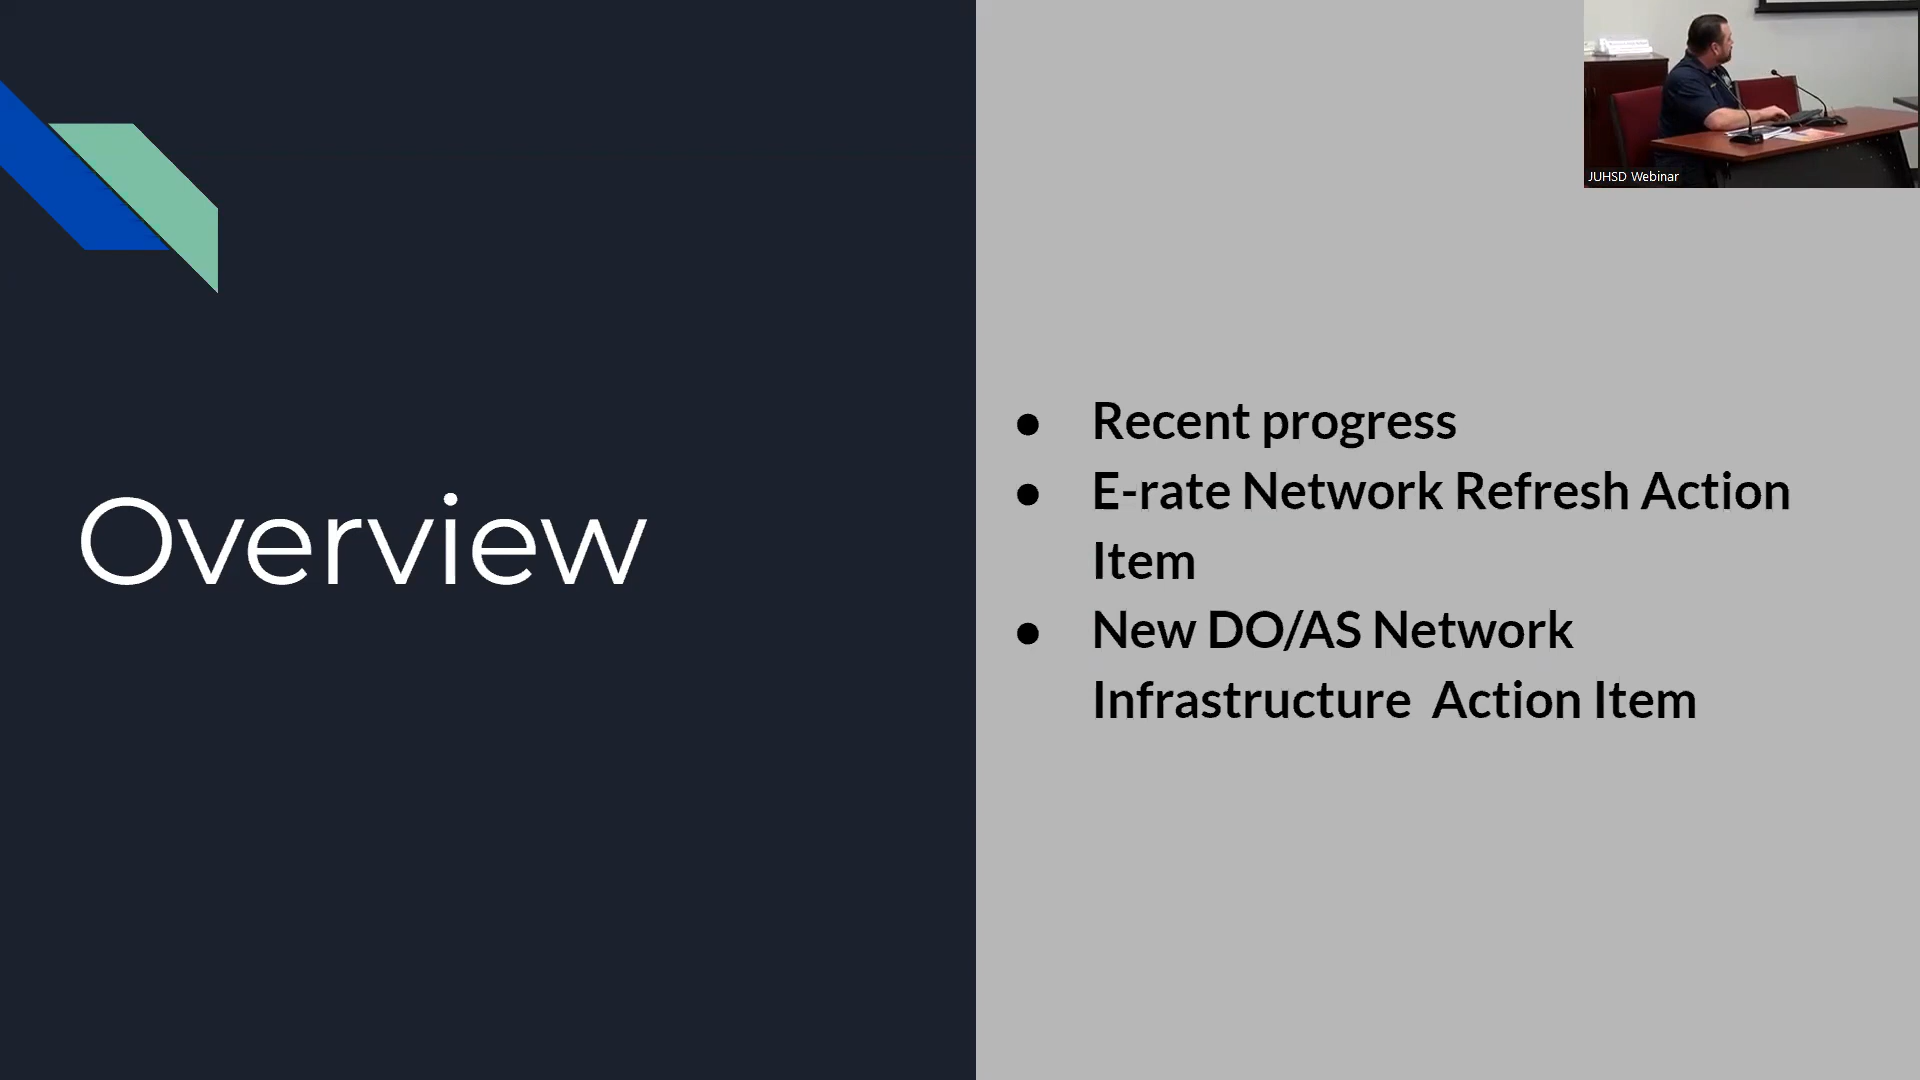 JUHSD Webinar
Overview
● Recent progress
● E-rate Network Refresh Action
Item
● New DO/AS Network
Infrastructure Action Item